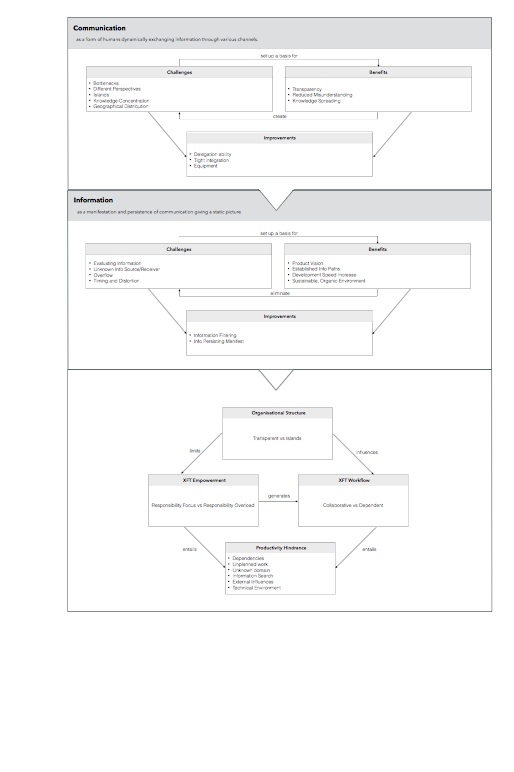 Communication
as a form of humans dynamically exchanging information through various channels.
set up a basis for
Challenges
• Bottlenecks
• Different Perspectives
• Islands
• Knowledge Concentration
• Geographical Distribution
Benefits
• Transparency
• Reduced Misunderstanding
• Knowledge Spreading
create
Improvements
• Delegation ability
• Tight integration
• Equipment
Information
as a manifestation and persistence of communication giving a static picture
set up a basis for
Challenges
• Evaluating information
• Unknown Info Source/Receiver
• Overflow
• Timing and Distortion
Benefits
• Product Vision
• Established Info Paths
• Development Speed Increase
• Sustainable, Organic Environment
eliminate
Improvements
• Information Filtering
• Info Persisting Manifest
Organisational Structure
Transparent vs Islands
limits
influences
XFT Empowerment
Responsibility Focus vs Responsibility Overload
generates
XFT Workflow
Collaborative vs Dependent
entails
entails
Productivity Hindrance
• Dependencies
• Unplanned work
• Unknown domain
• Information Search
• External Influences
• Technical Environment